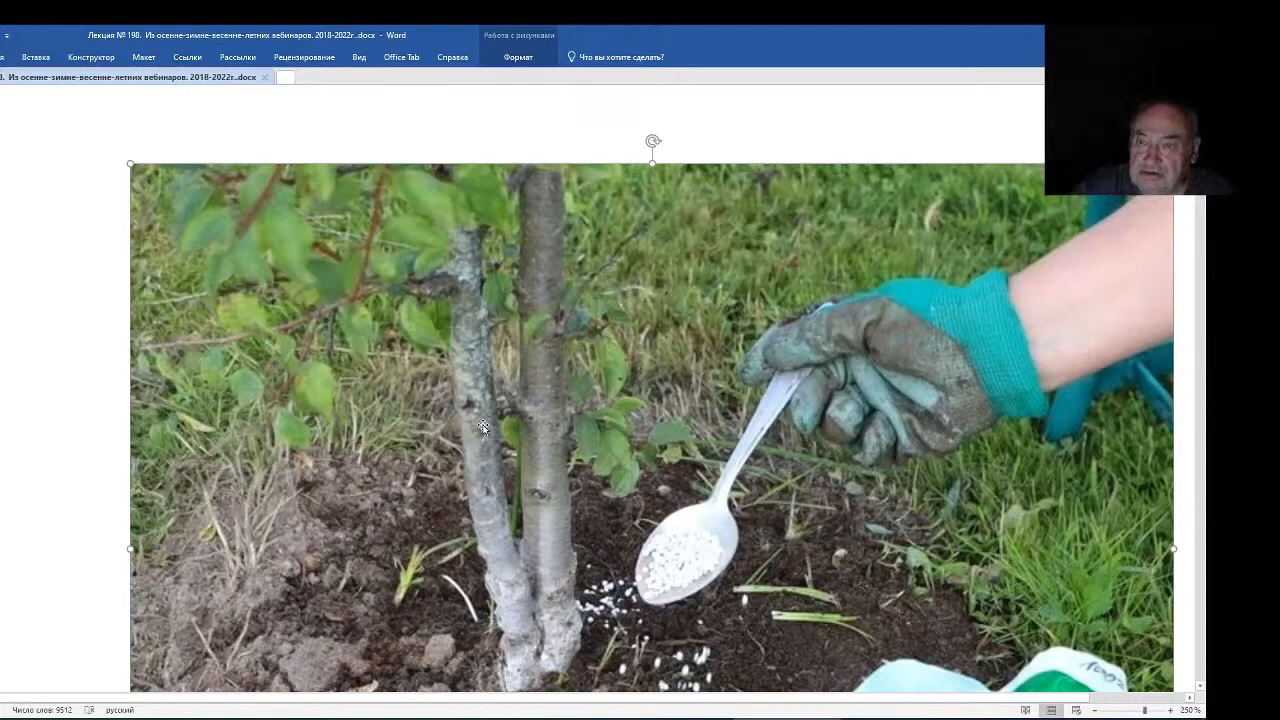 Лекция № 198. Из осенне-зимне-весенне-летних вебинаров. 2018-2022г..docx - Word
Работа с рисунками
Вставка Конструктор Макет Ссылки Рассылки Рецензирование Вид Office Tab Справка Формат Что вы хотите сделать?
8. Из осенне-зимне-весенне-летних вебинаров. 2018-2022г..docx
Число слов: 9512 русский 250 %